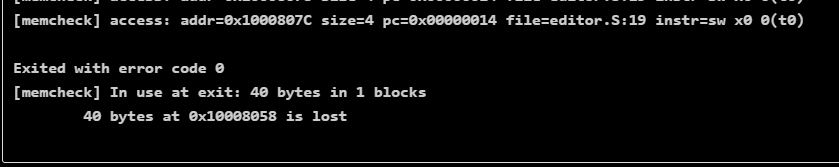 [memcheck] access: addr=0x1000807C size=4 pc=0x00000014 file=editor.S:19 instr=sw x0 0(t0)
Exited with error code 0
[memcheck] In use at exit: 40 bytes in 1 blocks
40 bytes at 0x10008058 is lost